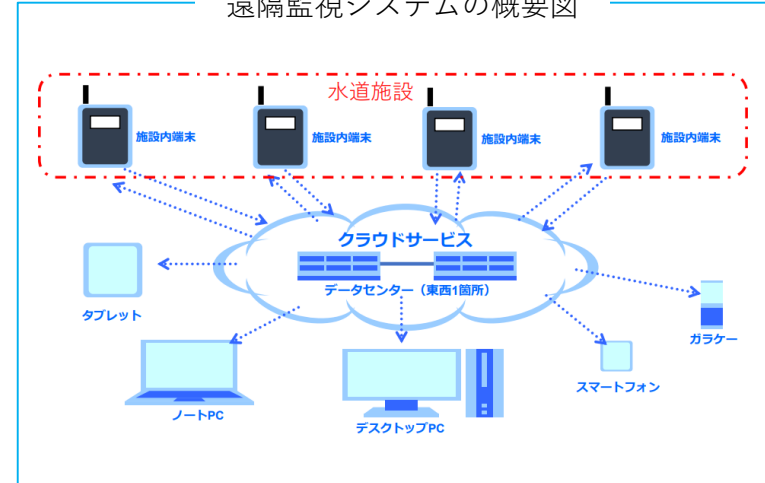 遠隔監視システムの概要図
水道施設
施設内端末
施設内端末
施設内端末
施設内端末
クラウドサービス
データセンター（東西1箇所）
タブレット
ガラケー
スマートフォン
ノートPC
デスクトップPC